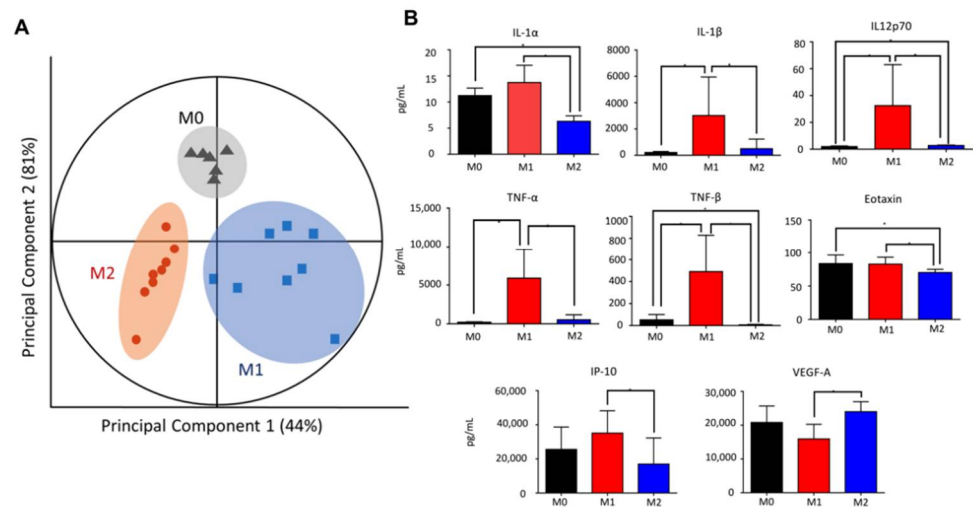 A
Principal Component 2 (81%)
M0
M2
M1
Principal Component 1 (44%)
B
IL-1α
pg/mL
20
15
10
5
0
M0 M1 M2
IL-1β
8000
6000
4000
2000
0
M0 M1 M2
IL12p70
80
60
40
20
0
M0 M1 M2
TNF-α
pg/mL
15,000
10,000
5000
0
M0 M1 M2
TNF-β
1000
800
600
400
200
0
M0 M1 M2
Eotaxin
150
100
50
0
M0 M1 M2
IP-10
pg/mL
60,000
40,000
20,000
0
M0 M1 M2
VEGF-A
30,000
20,000
10,000
0
M0 M1 M2